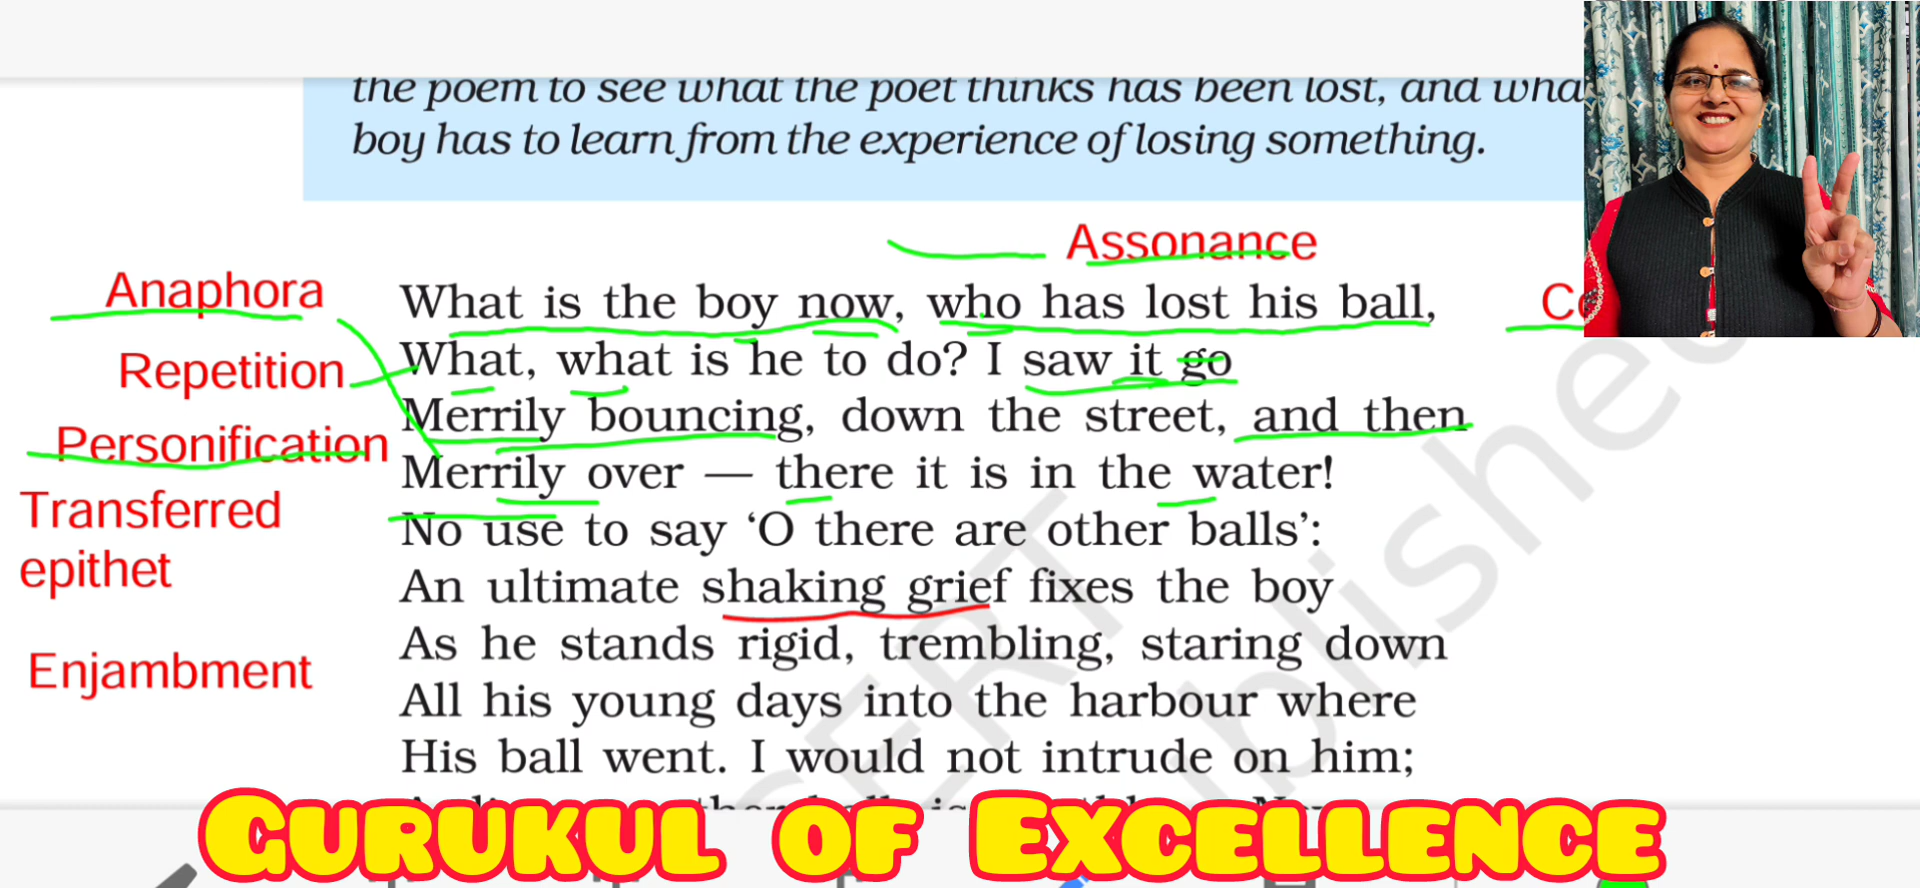 the poem to see what the poet thinks has been lost, and
boy has to learn from the experience of losing something.
Assonance
Anaphora
What is the boy now, who has lost his ball,
Repetition
What, what is he to do? I saw it go
Merrily bouncing, down the street, and then
Personification
Merrily over — there it is in the water!
Transferred
No use to say ‘O there are other balls’:
epithet
An ultimate shaking grief fixes the boy
As he stands rigid, trembling, staring down
Enjambment
All his young days into the harbour where
His ball went. I would not intrude on him;
GURUKUL OF EXCELLENCE